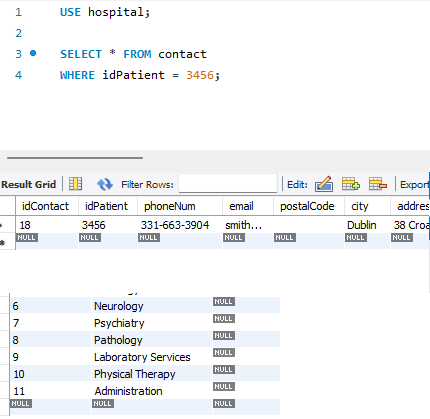 1 USE hospital;
2
3 SELECT * FROM contact
4 WHERE idPatient = 3456;
Result Grid Filter Rows: Edit: Export
idContact idPatient phoneNum email postalCode city addre
18 3456 331-663-3904 smith... Dublin 38 Croa
NULL NULL NULL NULL NULL NULL NULL
6 Neurology NULL
7 Psychiatry NULL
8 Pathology NULL
9 Laboratory Services NULL
10 Physical Therapy NULL
11 Administration NULL
NULL NULL NULL